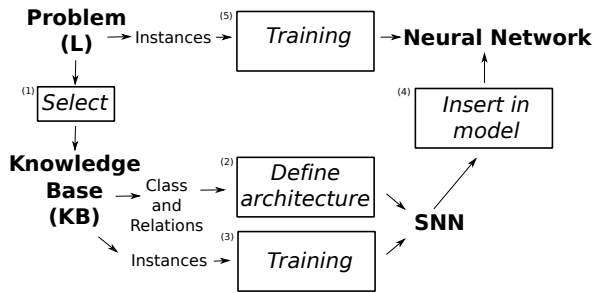 Problem
(L)
Instances
(5)
Training
Neural Network
(1)
Select
(4)
Insert in
model
Knowledge
Base
(KB)
Class
and
Relations
(2)
Define
architecture
SNN
Instances
(3)
Training